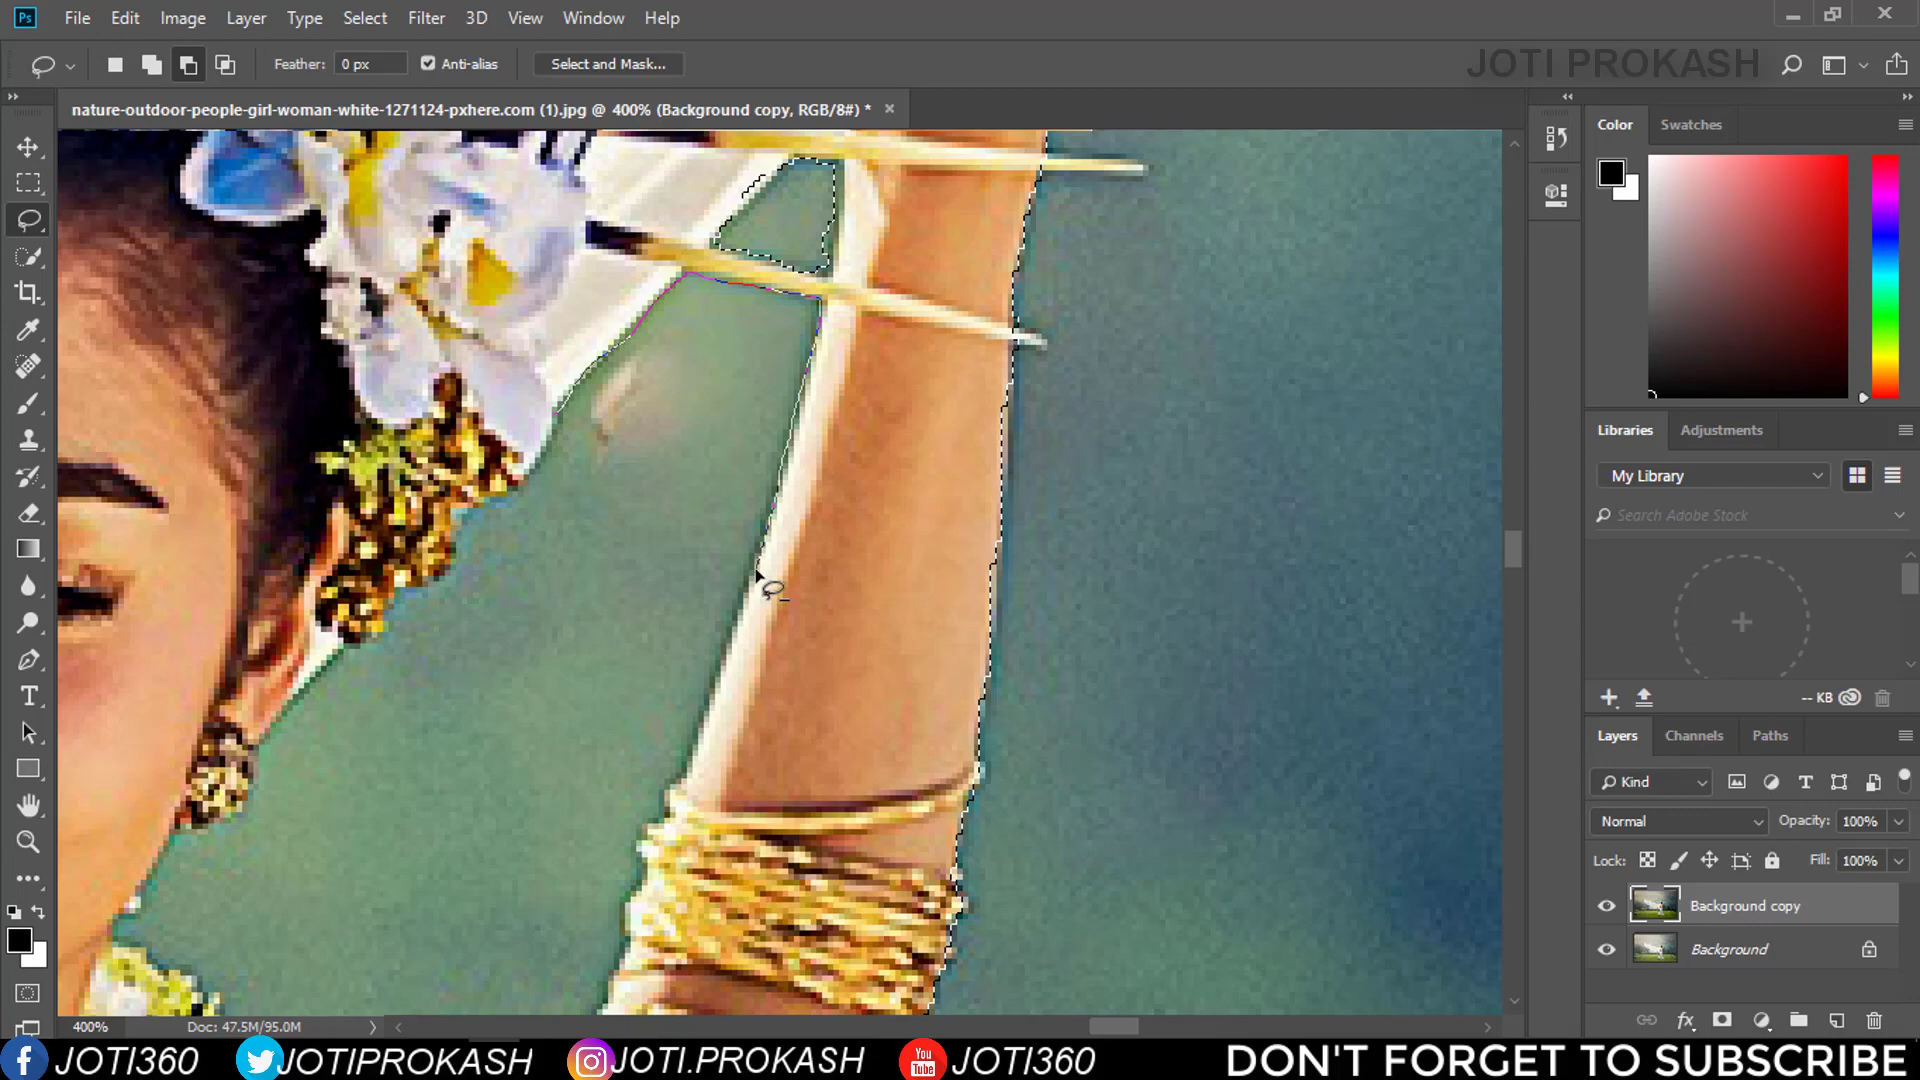 Ps File Edit Image Layer Type Select Filter 3D View Window Help
Feather: 0 px Anti-alias Select and Mask... JOTI PROKASH
nature-outdoor-people-girl-woman-white-1271124-pxhere.com (1).jpg @ 400% (Background copy, RGB/8#) *
Color Swatches
Libraries Adjustments
My Library
Search Adobe Stock
-- KB
Layers Channels Paths
Kind
Normal Opacity: 100%
Lock: Fill: 100%
Background copy
Background
400% Doc: 47.5M/95.0M
JOTI360 JOTIPROKASH JOTI.PROKASH You Tube JOTI360 DON'T FORGET TO SUBSCRIBE